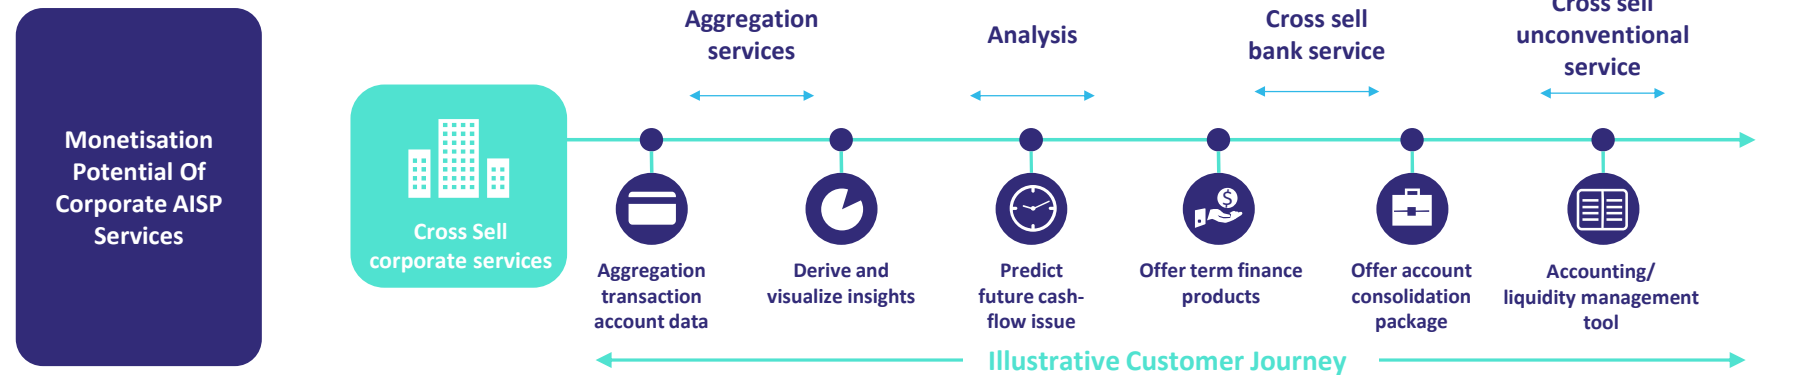 Monetisation
Potential Of
Corporate AISP
Services
Cross Sell
corporate services
Aggregation
services
Analysis
Cross sell
bank service
Cross sell
unconventional
service
$
Aggregation
transaction
account data
Derive and
visualize insights
Predict
future cash-
flow issue
Offer term finance
products
Offer account
consolidation
package
Accounting/
liquidity management
tool
Illustrative Customer Journey